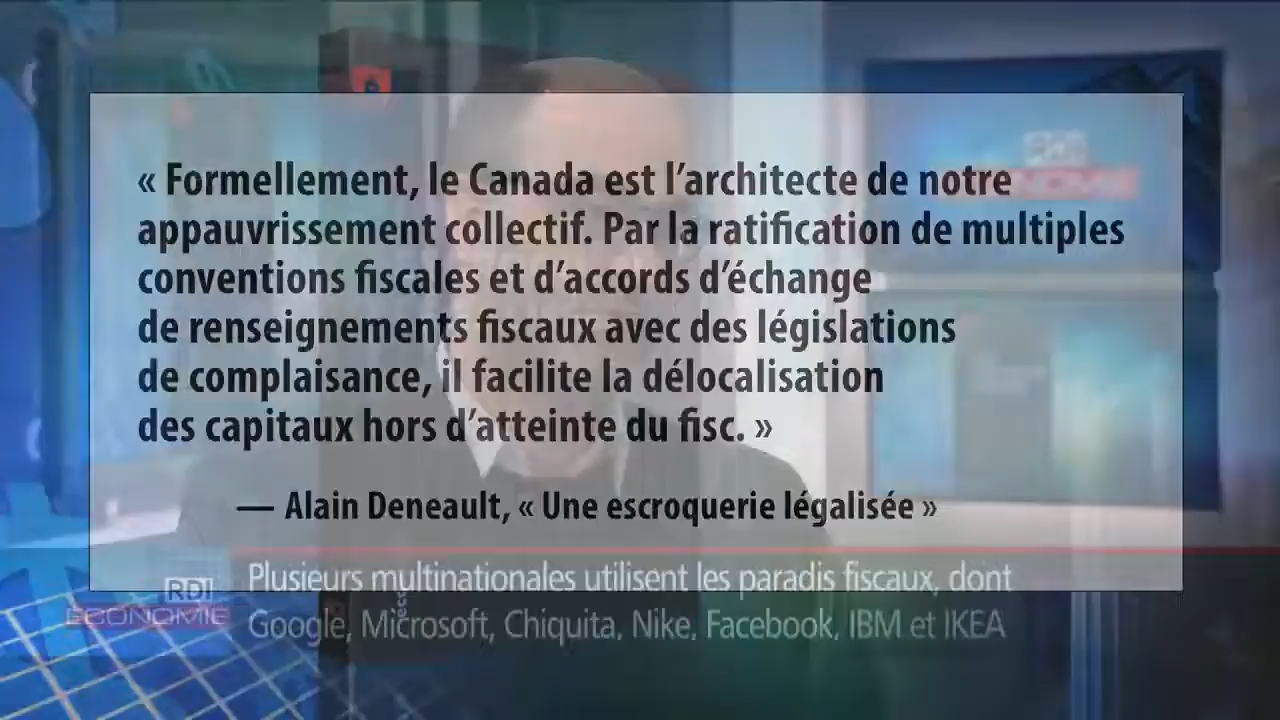 « Formellement, le Canada est l’architecte de notre
appauvrissement collectif. Par la ratification de multiples
conventions fiscales et d’accords d’échange
de renseignements fiscaux avec des législations
de complaisance, il facilite la délocalisation
des capitaux hors d’atteinte du fisc. »
— Alain Deneault, « Une escroquerie légalisée »
RDI
ÉCONOMIE
Plusieurs multinationales utilisent les paradis fiscaux, dont
Google, Microsoft, Chiquita, Nike, Facebook, IBM et IKEA